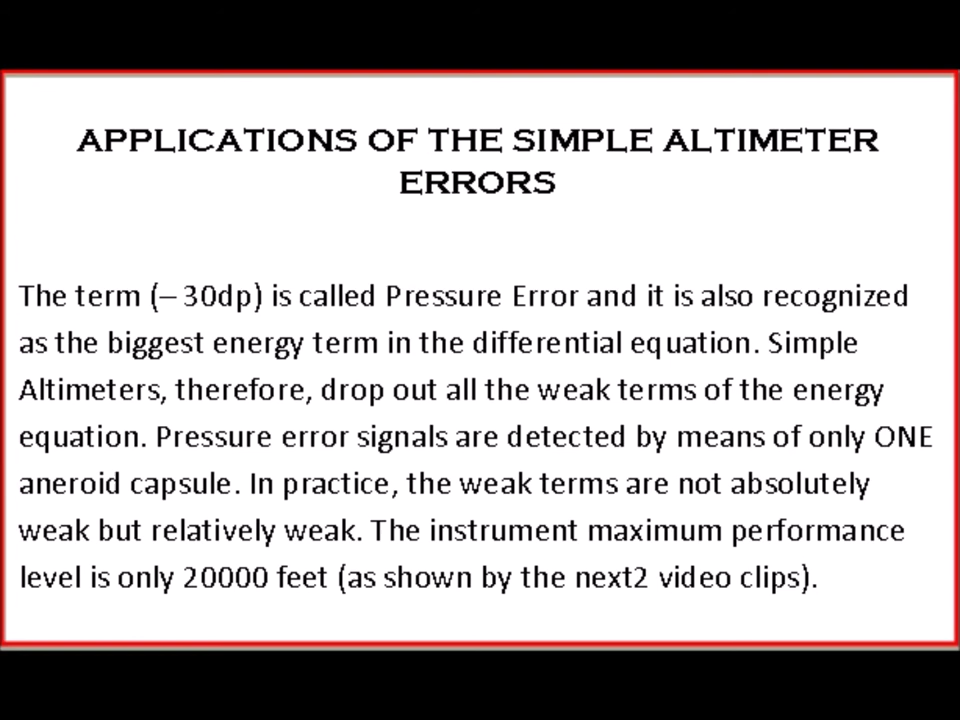 APPLICATIONS OF THE SIMPLE ALTIMETER
ERRORS
The term (– 30dp) is called Pressure Error and it is also recognized
as the biggest energy term in the differential equation. Simple
Altimeters, therefore, drop out all the weak terms of the energy
equation. Pressure error signals are detected by means of only ONE
aneroid capsule. In practice, the weak terms are not absolutely
weak but relatively weak. The instrument maximum performance
level is only 20000 feet (as shown by the next2 video clips).